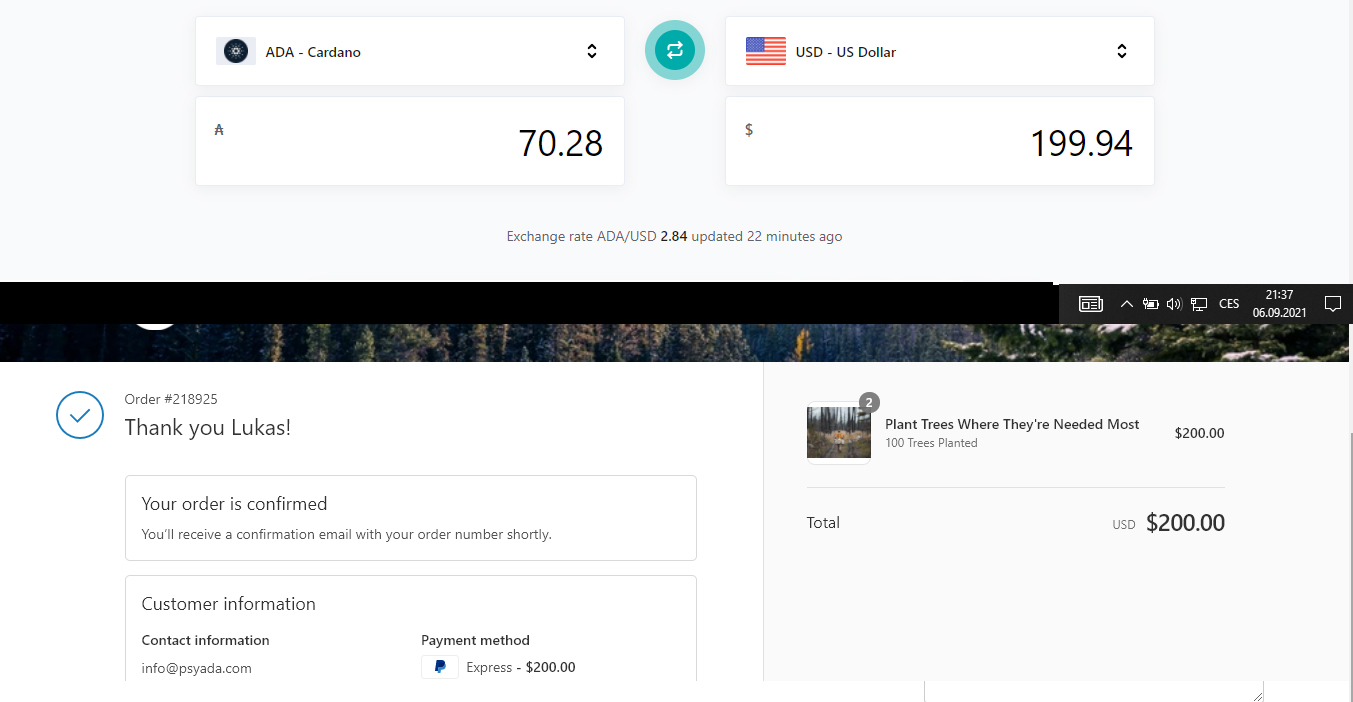 ADA - Cardano
USD - US Dollar
₳
70.28
$
199.94
Exchange rate ADA/USD 2.84 updated 22 minutes ago
CES
21:37
06.09.2021
Order #218925
Thank you Lukas!
Your order is confirmed
You’ll receive a confirmation email with your order number shortly.
Customer information
Contact information
info@psyada.com
Payment method
Express - $200.00
2
Plant Trees Where They're Needed Most
100 Trees Planted
$200.00
Total
USD $200.00